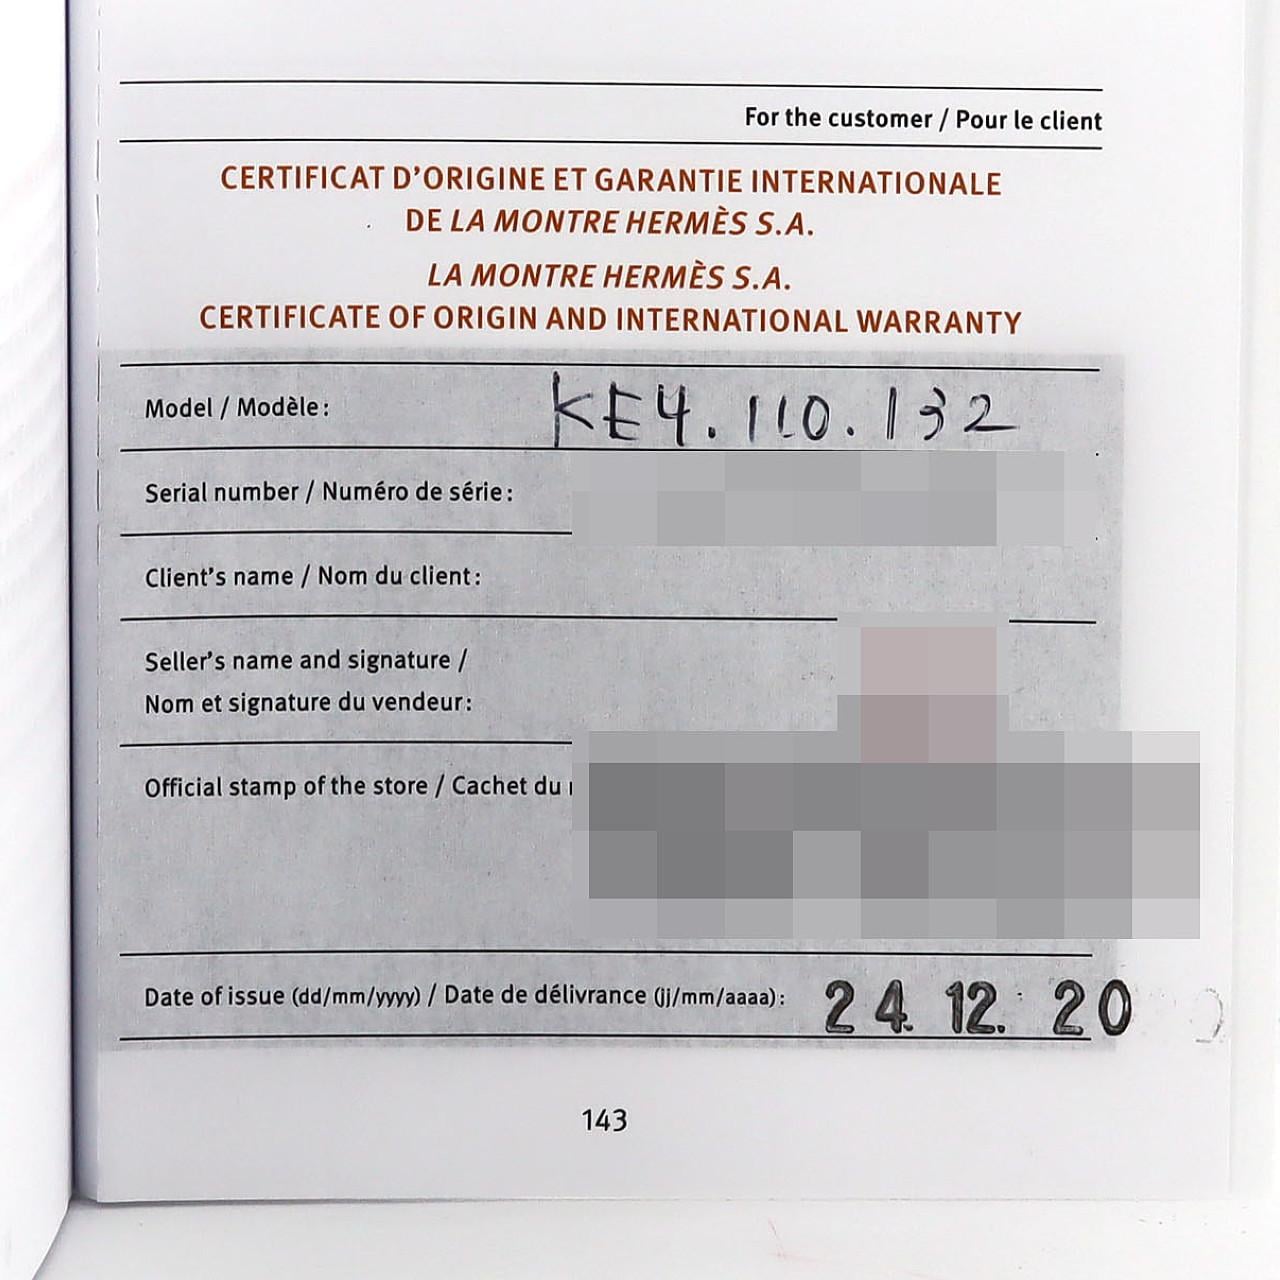 For the customer / Pour le client
CERTIFICAT D'ORIGINE ET GARANTIE INTERNATIONALE
DE LA MONTRE HERMÈS S.A.
LA MONTRE HERMÈS S.A.
CERTIFICATE OF ORIGIN AND INTERNATIONAL WARRANTY
Model / Modèle: KE4.110.132
Serial number / Numéro de série:
Client's name / Nom du client:
Seller's name and signature /
Nom et signature du vendeur:
Official stamp of the store / Cachet du
Date of issue (dd/mm/yyyy) / Date de délivrance (jj/mm/aaaa): 24. 12. 20
143